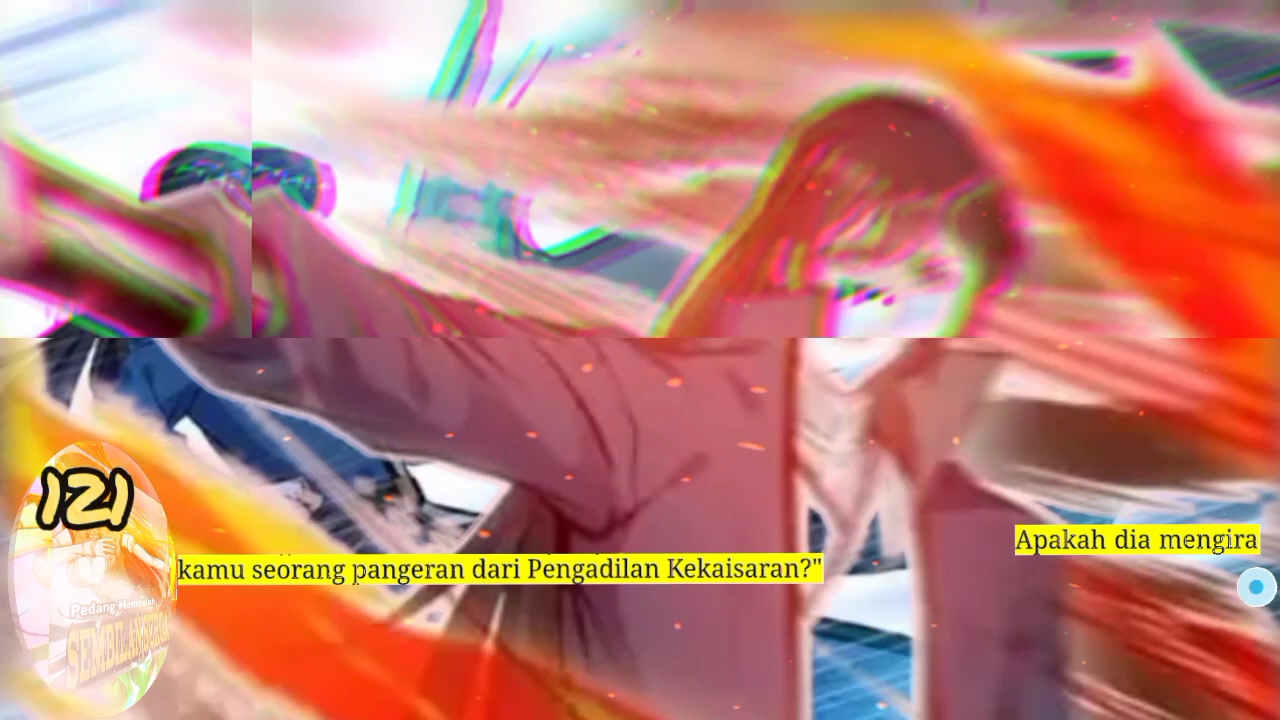 Apakah dia mengira
kamu seorang pangeran dari Pengadilan Kekaisaran?"
121
Pedang Membelah
SEMBILAN SURGA